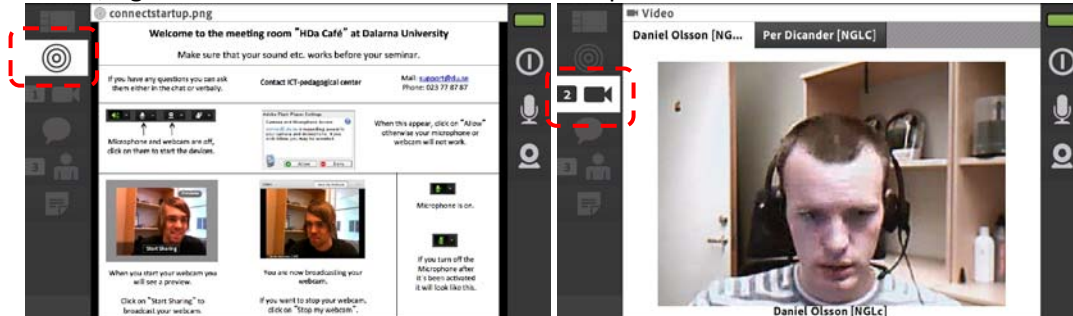 connectstartup.png
Welcome to the meeting room "HDa Café" at Dalarna University
Make sure that your sound etc. works before your seminar.
If you have any questions you can ask
them either in the chat or verbally.
Contact ICT-pedagogical center
Mail: support@du.se
Phone: 023 77 87 87
Microphone and webcam are off,
click on them to start the devices.
Adobe Flash Player Settings
Camera and Microphone Access
When this appear, click on "Allow"
otherwise your microphone or
webcam will not work.
Start Sharing
When you start your webcam you
will see a preview.
Click on "Start Sharing" to
broadcast your webcam.
You are now broadcasting your
webcam.
If you want to stop your webcam,
click on "Stop my webcam".
Microphone is on.
If you turn off the
Microphone after
it's been activated
it will look like this.
1
3
Video
Daniel Olsson [NG...
Per Dicander [NGLC]
2
3
Daniel Olsson [NGLc]